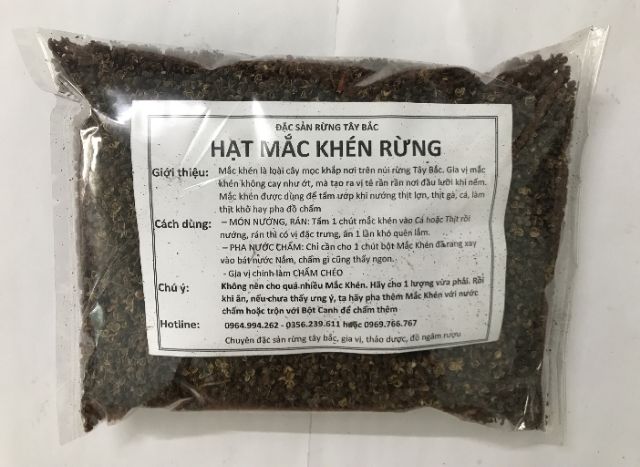 ĐẶC SẢN RỪNG TÂY BẮC
HẠT MẮC KHÉN RỪNG
Giới thiệu: Mắc khén là loài cây mọc khắp nơi trên núi rừng Tây Bắc. Gia vị mắc
khén không cay như ớt, mà tạo ra vị tê rần rần nơi đầu lưỡi khi nếm.
Mắc khén được dùng để tẩm ướp khi nướng thịt lợn, thịt gà, cá, làm
thịt khô hay pha đồ chấm
Cách dùng: – MÓN NƯỚNG, RÁN: Tẩm 1 chút mắc khén vào Cá hoặc Thịt rồi
nướng, rán thì có vị đặc trưng, ăn 1 lần khó quên lắm.
– PHA NƯỚC CHẤM: Chỉ cần cho 1 chút bột Mắc Khén đã rang xay
vào bát nước Nắm, chấm gì cũng thấy ngon.
- Gia vị chính làm CHẨM CHÉO
Chú ý: Không nên cho quá nhiều Mắc Khén. Hãy cho 1 lượng vừa phải. Rồi
khi ăn, nếu chưa thấy ưng ý, ta hãy pha thêm Mắc Khén với nước
chấm hoặc trộn với Bột Canh để chấm thêm
Hotline: 0964.994.262 - 0356.239.611 hoặc 0969.766.767
Chuyên đặc sản rừng tây bắc, gia vị, thảo dược, đồ ngâm rượu